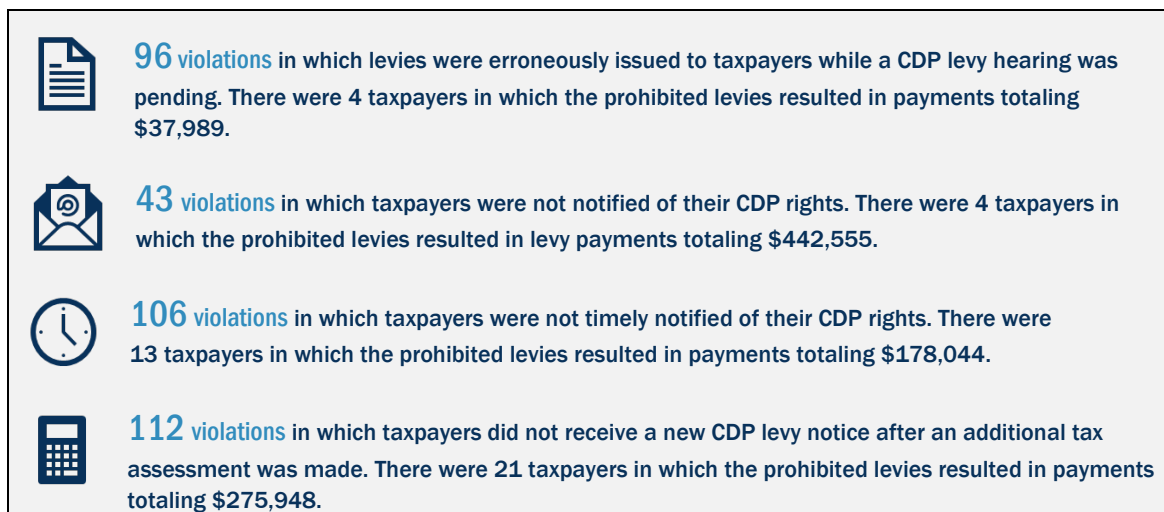 96 violations in which levies were erroneously issued to taxpayers while a CDP levy hearing was
pending. There were 4 taxpayers in which the prohibited levies resulted in payments totaling
$37,989.
43 violations in which taxpayers were not notified of their CDP rights. There were 4 taxpayers in
which the prohibited levies resulted in levy payments totaling $442,555.
106 violations in which taxpayers were not timely notified of their CDP rights. There were
13 taxpayers in which the prohibited levies resulted in payments totaling $178,044.
112 violations in which taxpayers did not receive a new CDP levy notice after an additional tax
assessment was made. There were 21 taxpayers in which the prohibited levies resulted in payments
totaling $275,948.